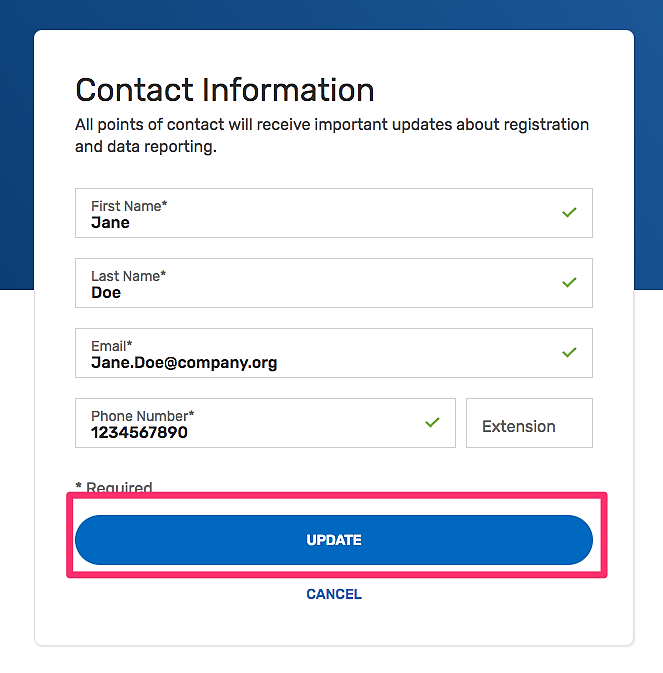 Contact Information
All points of contact will receive important updates about registration
and data reporting.
First Name*
Jane
Last Name*
Doe
Email*
Jane.Doe@company.org
Phone Number*
1234567890
Extension
* Required
UPDATE
CANCEL